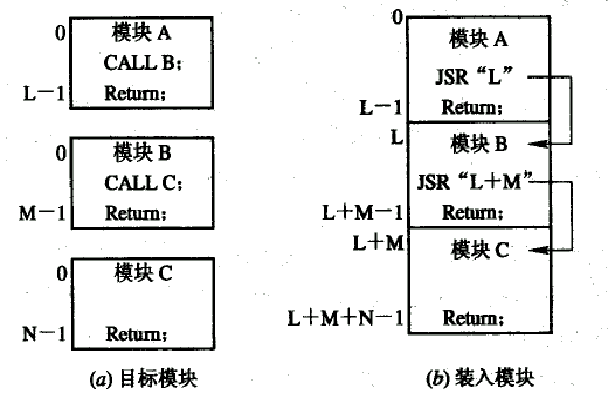 0
模块 A
CALL B;
L-1
Return;
0
模块 B
CALL C;
M-1
Return;
0
模块 C
N-1
Return;
(a) 目标模块
0
模块 A
JSR “L”
L-1
Return;
L
模块 B
JSR “L+M”
L+M-1
Return;
L+M
模块 C
L+M+N-1
Return;
(b) 装入模块